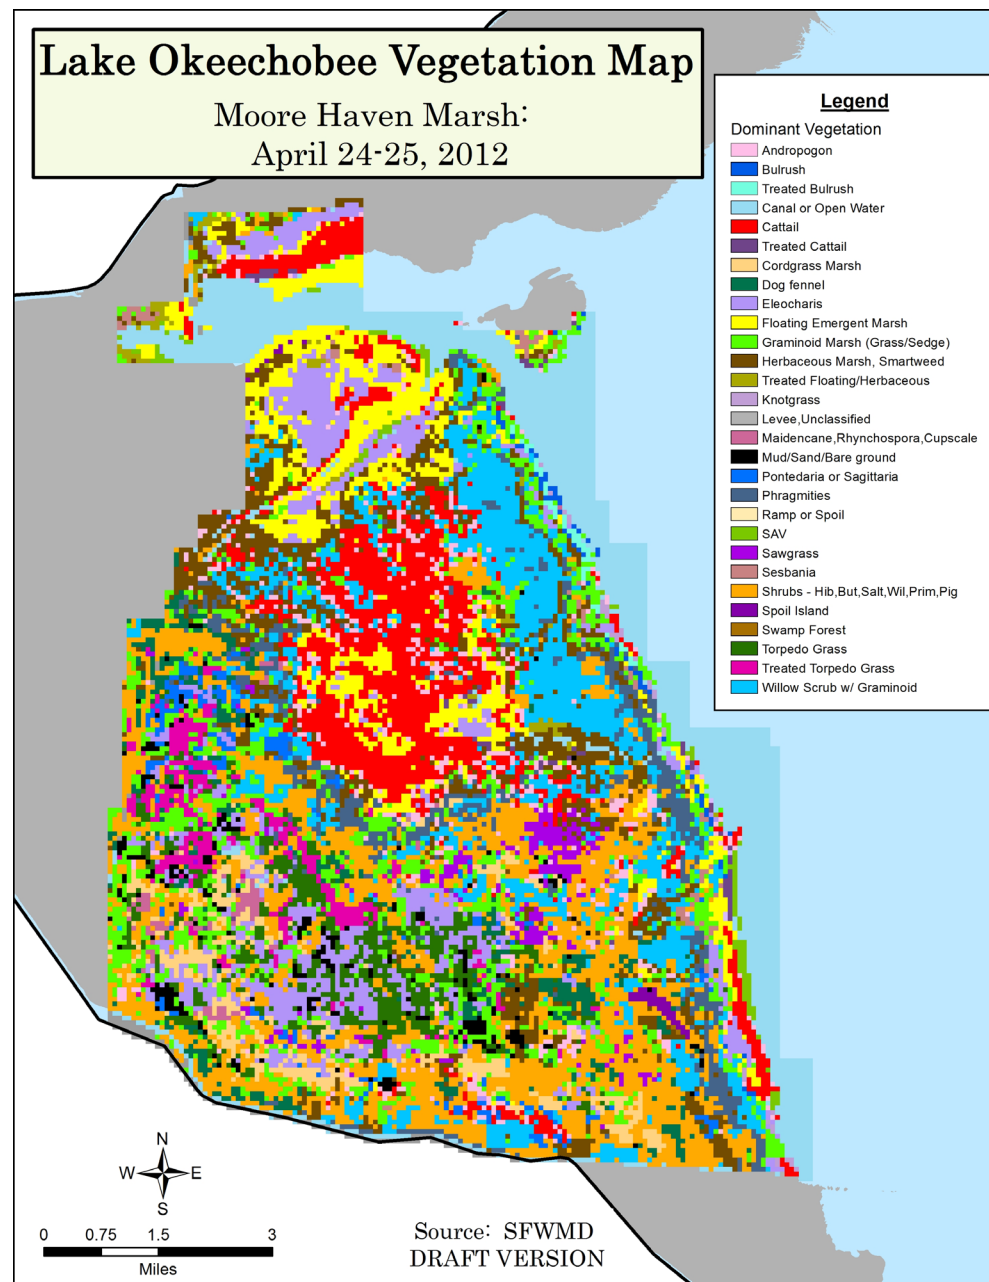 Lake Okeechobee Vegetation Map
Moore Haven Marsh:
April 24-25, 2012
Legend
Dominant Vegetation
Andropogon
Bulrush
Treated Bulrush
Canal or Open Water
Cattail
Treated Cattail
Cordgrass Marsh
Dog fennel
Eleocharis
Floating Emergent Marsh
Graminoid Marsh (Grass/Sedge)
Herbaceous Marsh, Smartweed
Treated Floating/Herbaceous
Knotgrass
Levee,Unclassified
Maidencane,Rhynchospora,Cupscale
Mud/Sand/Bare ground
Pontedaria or Sagittaria
Phragmities
Ramp or Spoil
SAV
Sawgrass
Sesbania
Shrubs - Hib,But,Salt,Wil,Prim,Pig
Spoil Island
Swamp Forest
Torpedo Grass
Treated Torpedo Grass
Willow Scrub w/ Graminoid
N
W E
S
0 0.75 1.5 3
Miles
Source: SFWMD
DRAFT VERSION